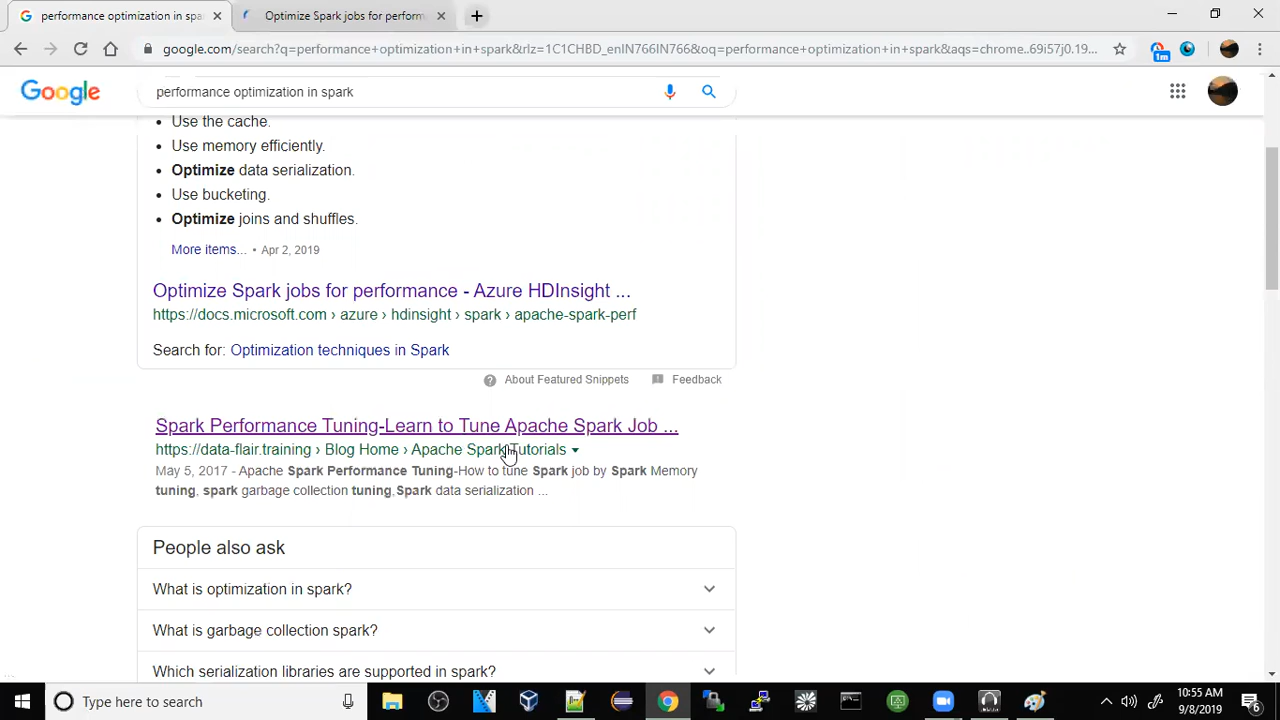 performance optimization in spa
Optimize Spark jobs for perform
google.com/search?q=performance+optimization+in+spark&rlz=1C1CHBD_enIN766IN766&oq=performance+optimization+in+spark&aqs=chrome..69i57j0.19...
1m
Google
performance optimization in spark
• Use the cache.
• Use memory efficiently.
• Optimize data serialization.
• Use bucketing.
• Optimize joins and shuffles.
More items... • Apr 2, 2019
Optimize Spark jobs for performance - Azure HDInsight ...
https://docs.microsoft.com › azure › hdinsight › spark › apache-spark-perf
Search for: Optimization techniques in Spark
About Featured Snippets
Feedback
Spark Performance Tuning-Learn to Tune Apache Spark Job ...
https://data-flair.training › Blog Home › Apache Spark Tutorials
May 5, 2017 - Apache Spark Performance Tuning-How to tune Spark job by Spark Memory
tuning, spark garbage collection tuning,Spark data serialization ...
People also ask
What is optimization in spark?
What is garbage collection spark?
Which serialization libraries are supported in spark?
Type here to search
10:55 AM
9/8/2019
6